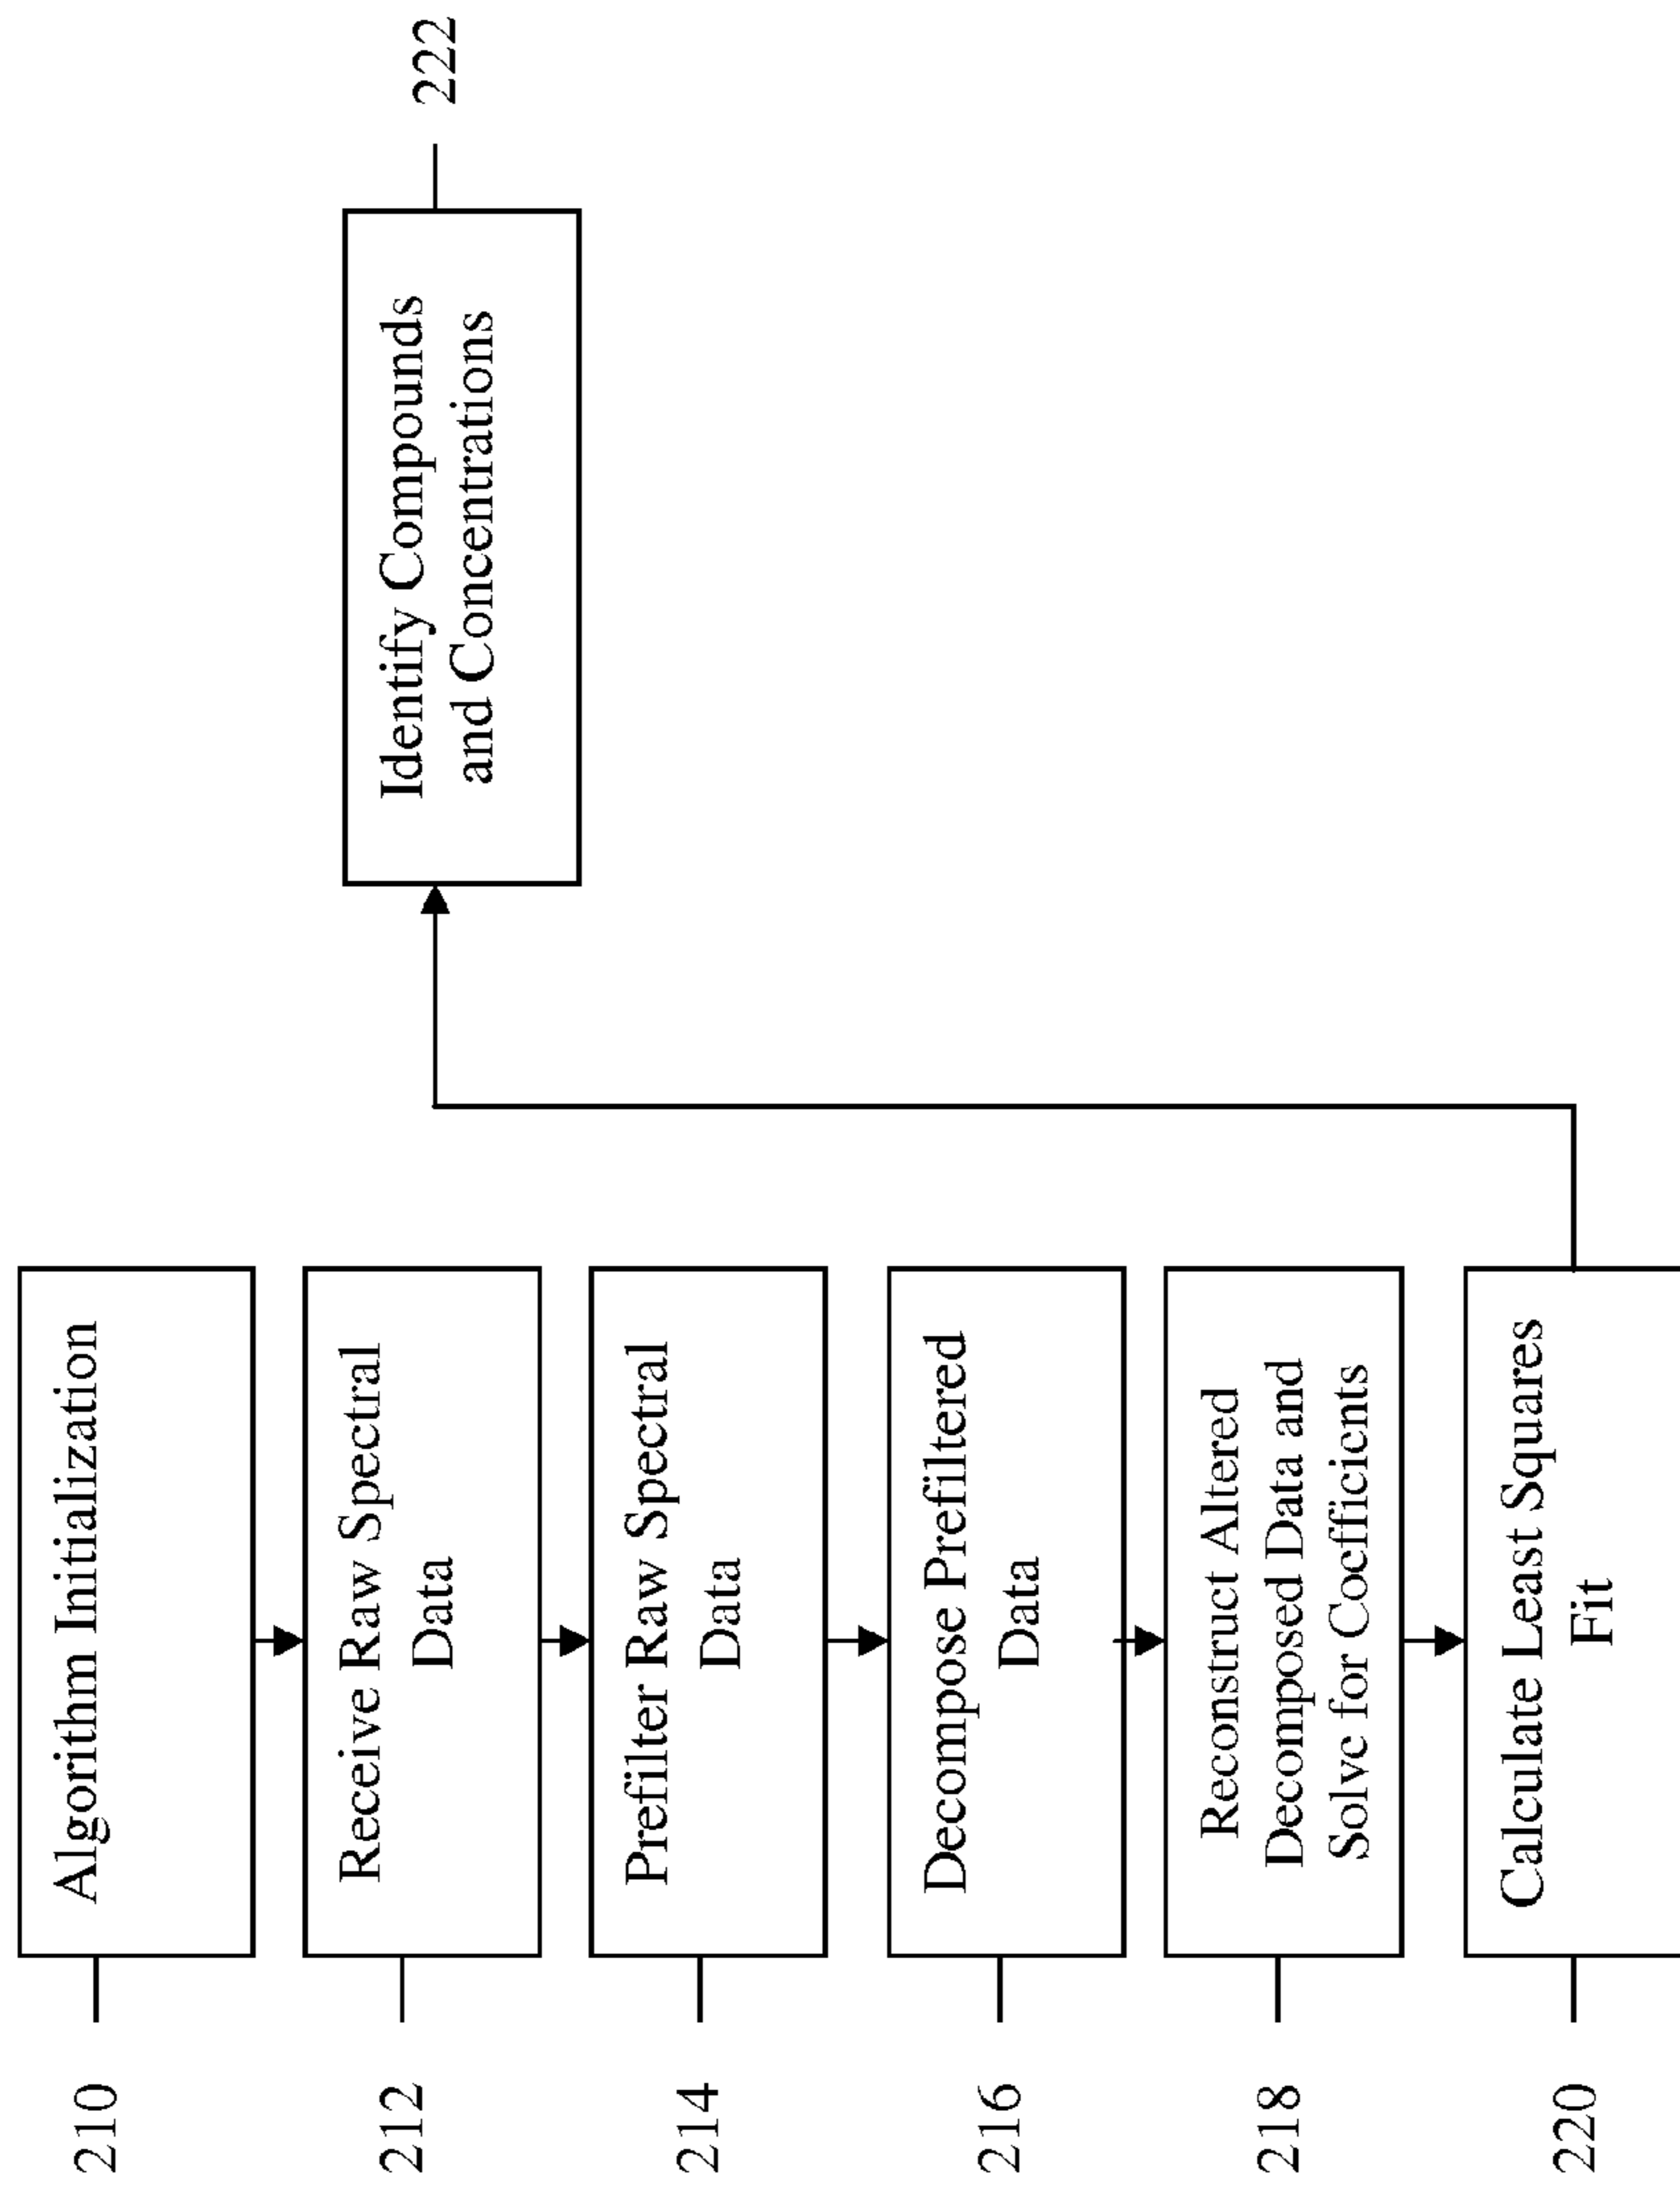 210
Algorithm Initialization
212
Receive Raw Spectral
Data
214
Prefilter Raw Spectral
Data
216
Decompose Prefiltered
Data
218
Reconstruct Altered
Decomposed Data and
Solve for Coefficients
220
Calculate Least Squares
Fit
Identify Compounds
and Concentrations
222